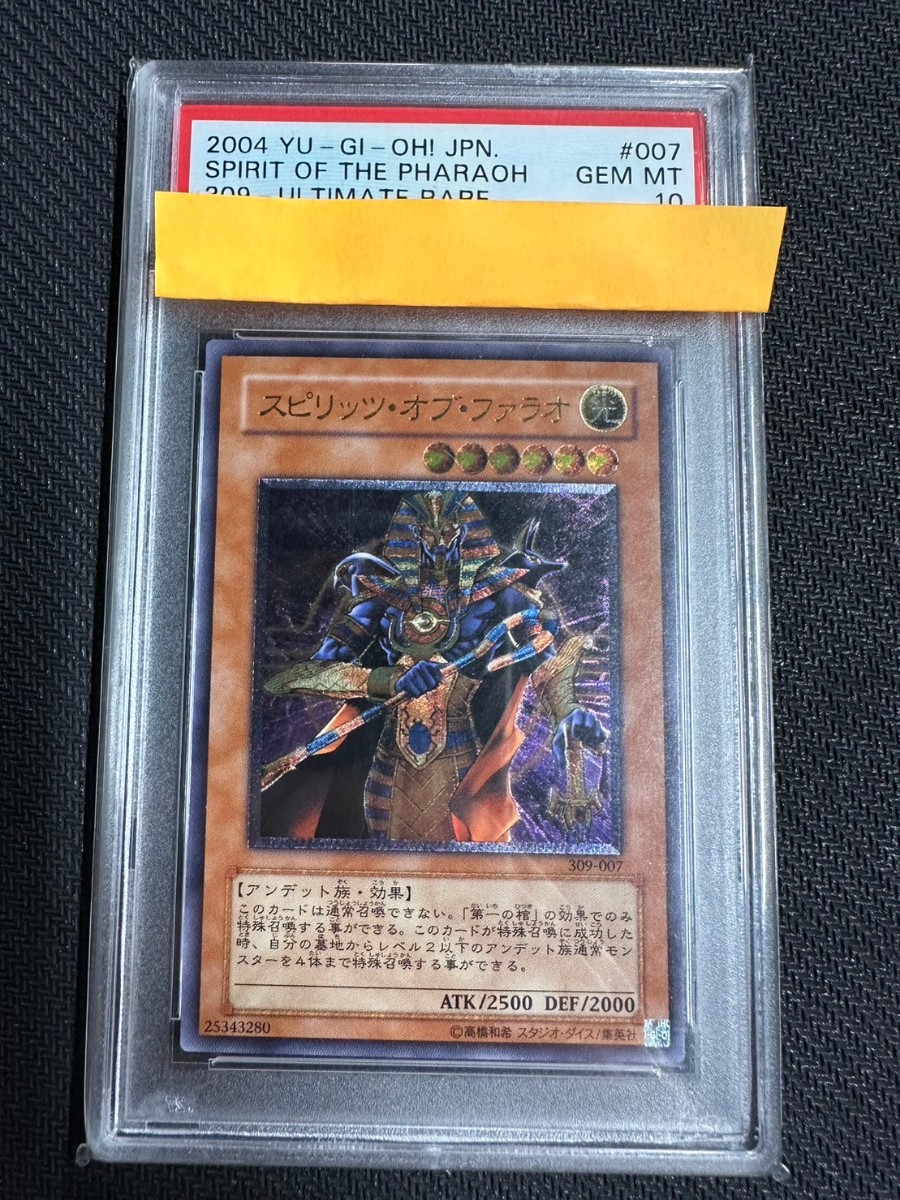 2004 YU-GI-OH! JPN. #007
SPIRIT OF THE PHARAOH GEM MT
309-ULTIMATE RARE 10
スピリッツ・オブ・ファラオ 光
309-007
【アンデット族・効果】
このカードは通常召喚できない。「第一の棺」の効果でのみ
特殊召喚する事ができる。このカードが特殊召喚に成功した
時、自分の墓地からレベル2以下のアンデット族通常モン
スターを4体まで特殊召喚する事ができる。
ATK/2500 DEF/2000
25343280 ©高橋和希 スタジオ・ダイス/集英社